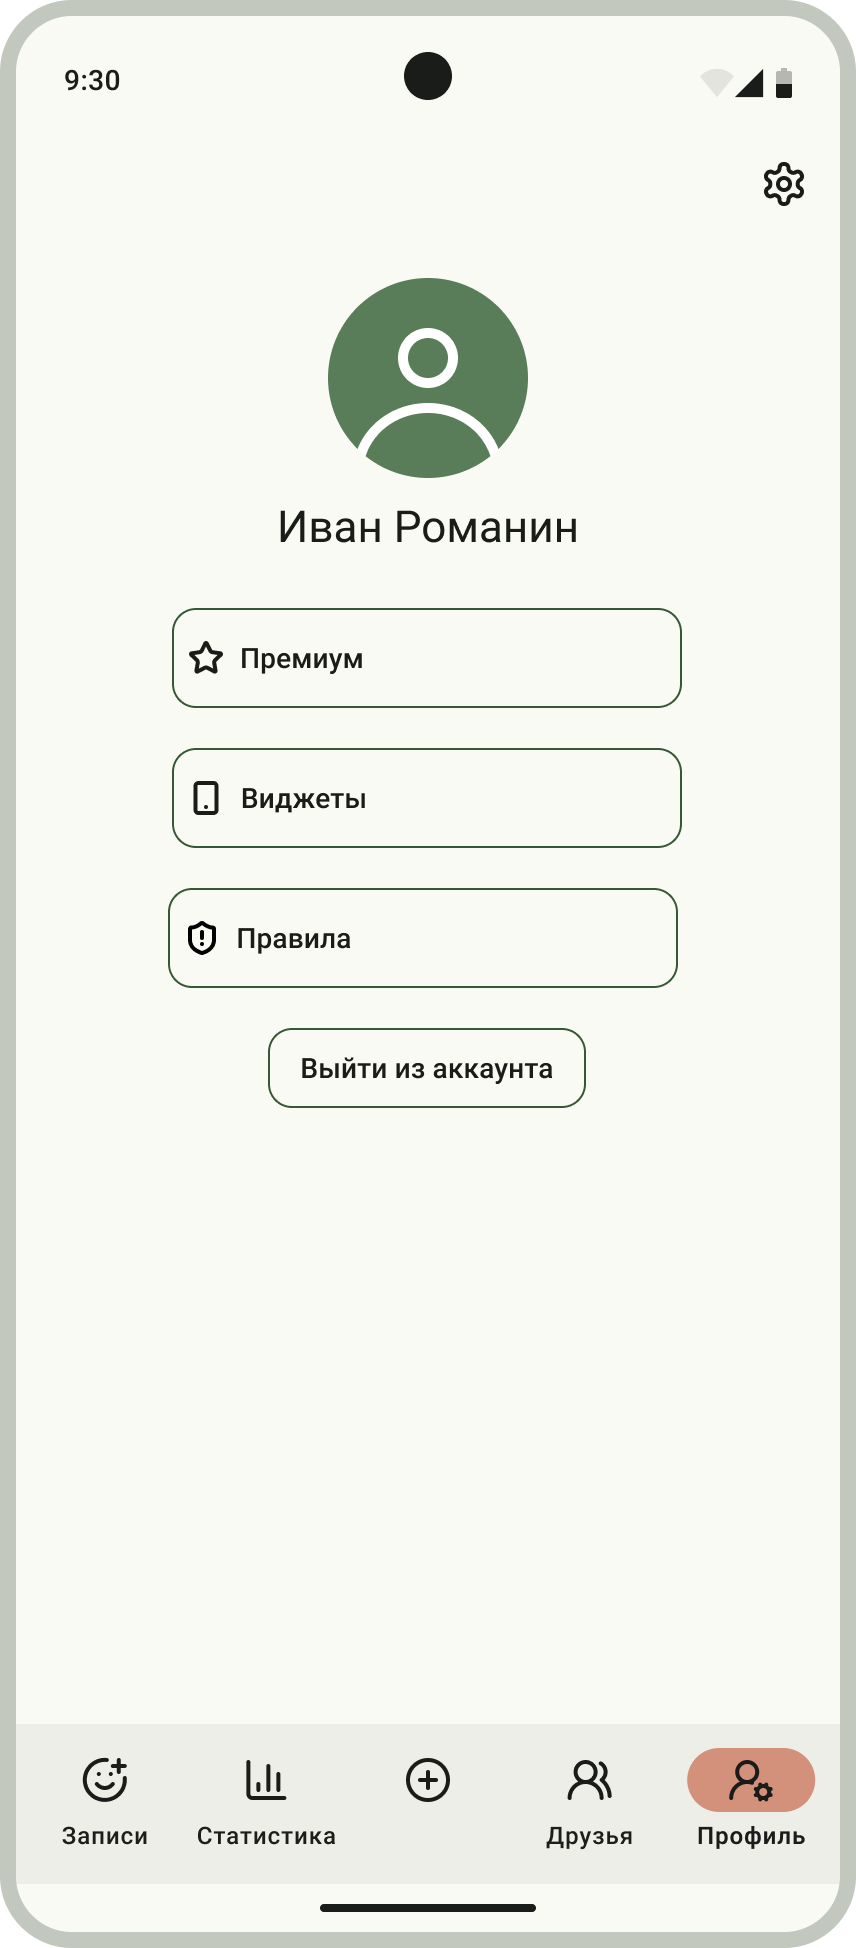 9:30
Иван Романин
Премиум
Виджеты
Правила
Выйти из аккаунта
Записи
Статистика
Друзья
Профиль